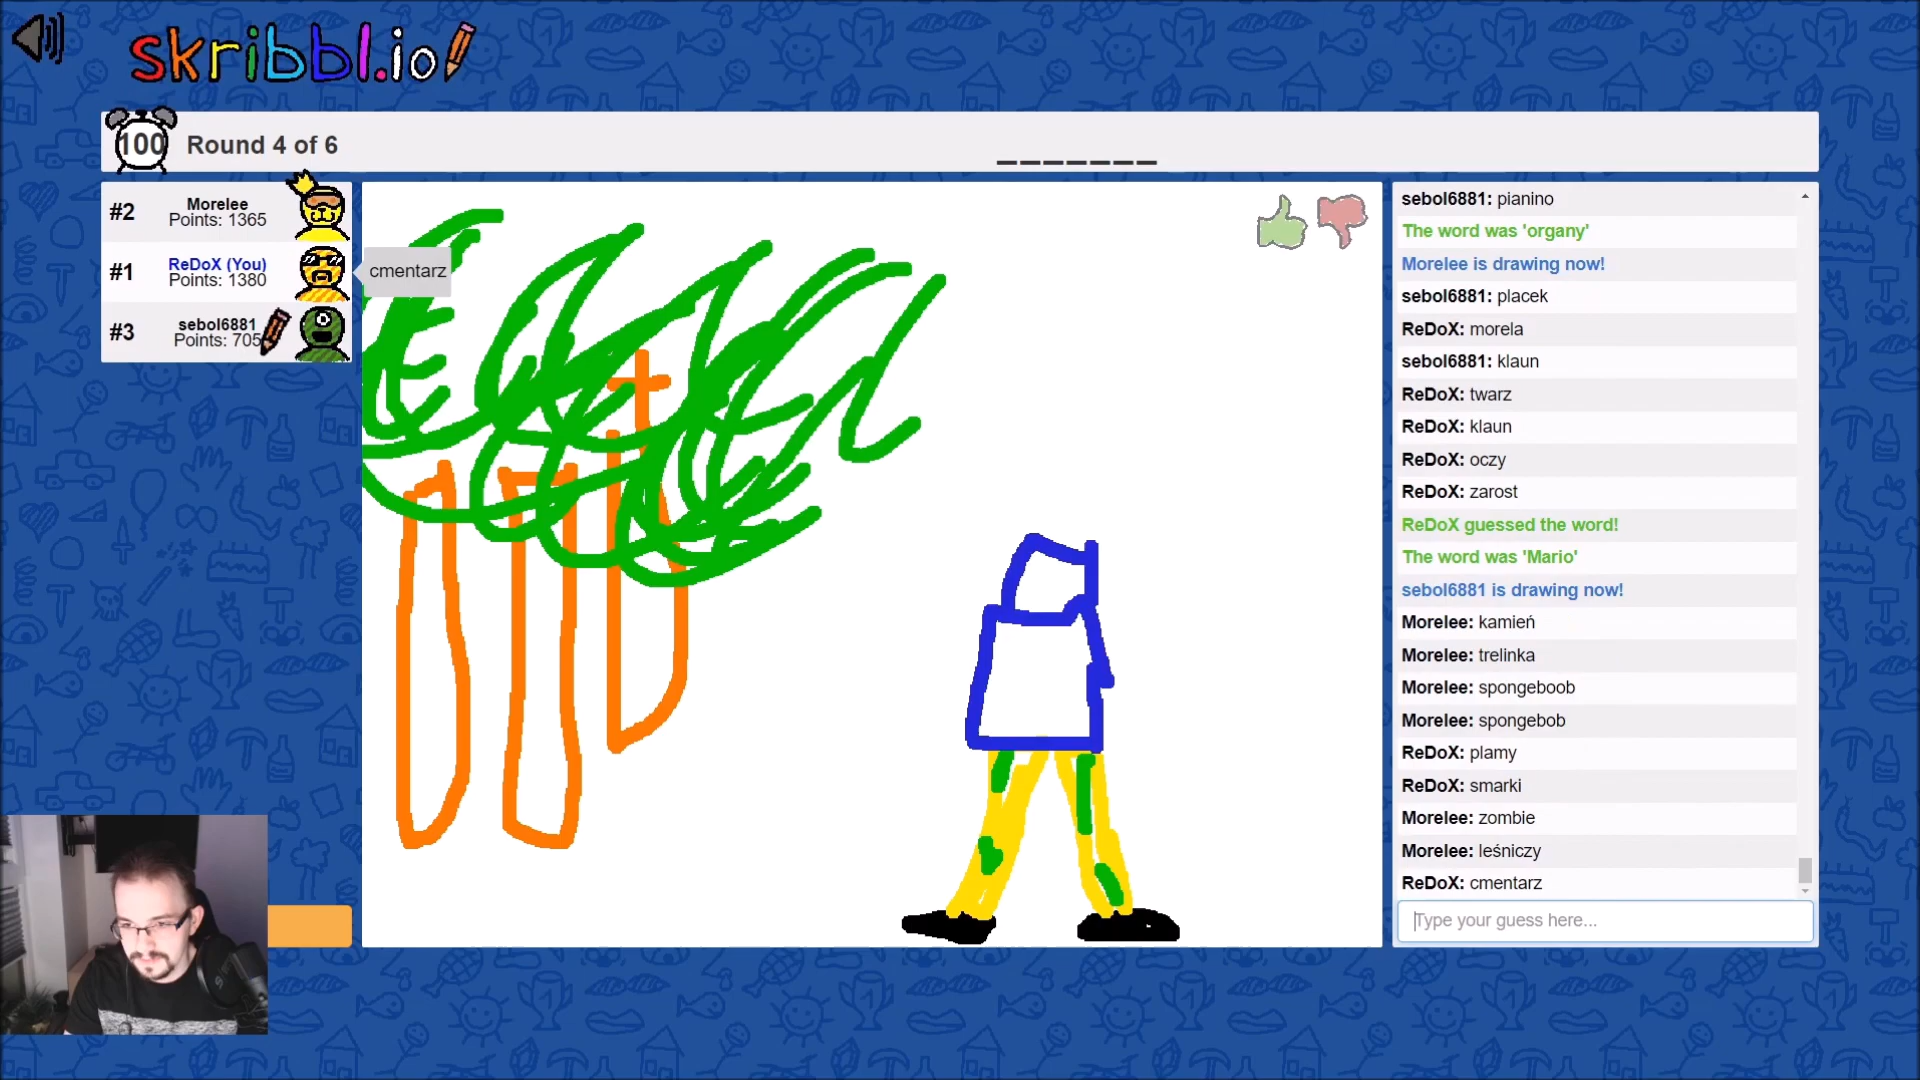 skribbl.io
100
Round 4 of 6
_______
#2
Morelee
Points: 1365
#1
ReDoX (You)
Points: 1380
cmentarz
#3
sebol6881
Points: 705
sebol6881: pianino
The word was 'organy'
Morelee is drawing now!
sebol6881: placek
ReDoX: morela
sebol6881: klaun
ReDoX: twarz
ReDoX: klaun
ReDoX: oczy
ReDoX: zarost
ReDoX guessed the word!
The word was 'Mario'
sebol6881 is drawing now!
Morelee: kamień
Morelee: trelinka
Morelee: spongeboob
Morelee: spongebob
ReDoX: plamy
ReDoX: smarki
Morelee: zombie
Morelee: leśniczy
ReDoX: cmentarz
Type your guess here...